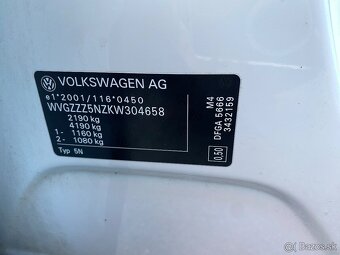 VOLKSWAGEN AG
e1*2001/116*0450
WVGZZZ5NZKW304658
2190 kg
4190 kg
1- 1160 kg
2- 1080 kg
Typ 5N
M4
DFGA 5666
3432159
0,50
© Bazos.sk